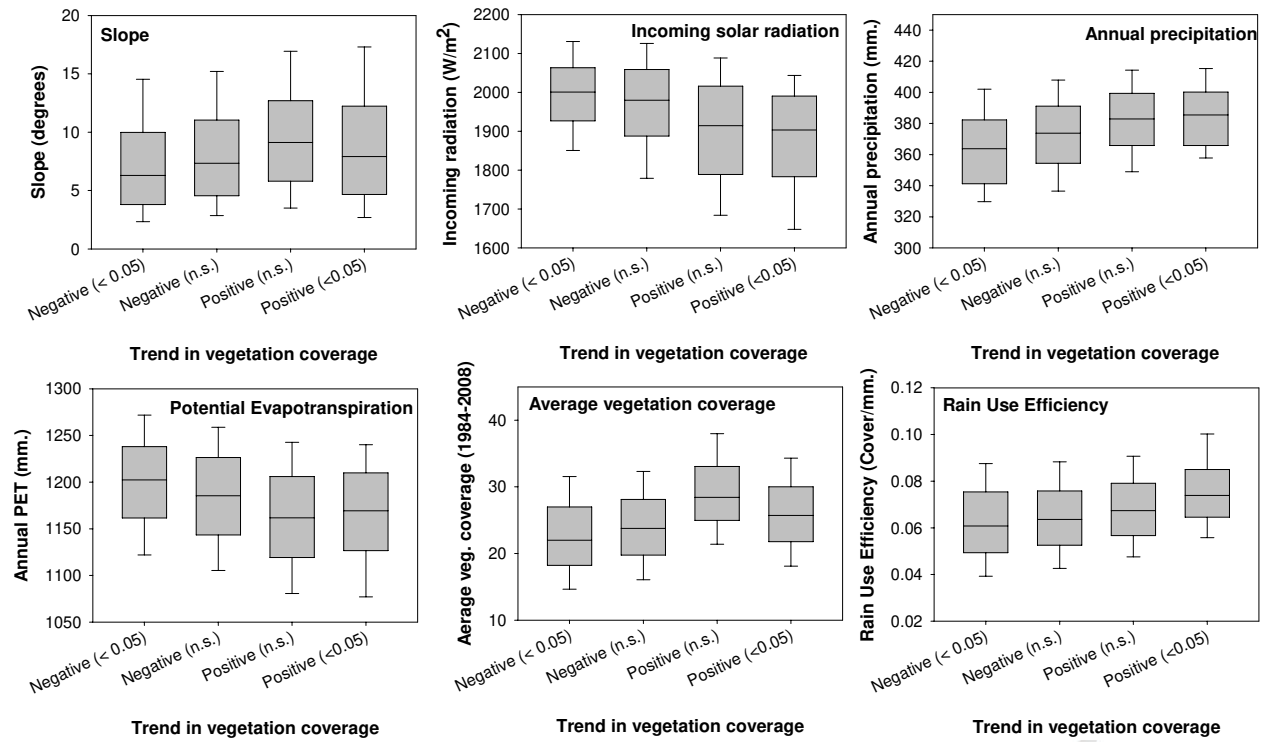 Slope
Slope (degrees)
20
15
10
5
0
Negative (< 0.05)
Negative (n.s.)
Positive (n.s.)
Positive (<0.05)
Trend in vegetation coverage
Incoming solar radiation
Incoming radiation (W/m²)
2200
2100
2000
1900
1800
1700
1600
Negative (< 0.05)
Negative (n.s.)
Positive (n.s.)
Positive (<0.05)
Trend in vegetation coverage
Annual precipitation
Annual precipitation (mm.)
420
400
380
360
340
320
300
Negative (< 0.05)
Negative (n.s.)
Positive (n.s.)
Positive (<0.05)
Trend in vegetation coverage
Potential Evapotranspiration
Annual PET (mm.)
1300
1250
1200
1150
1100
1050
Negative (< 0.05)
Negative (n.s.)
Positive (n.s.)
Positive (<0.05)
Trend in vegetation coverage
Average vegetation coverage
Aerage veg. coverage (1984-2008)
40
30
20
10
Negative (< 0.05)
Negative (n.s.)
Positive (n.s.)
Positive (<0.05)
Trend in vegetation coverage
Rain Use Efficiency
Rain Use Efficiency (Cover/mm.)
0.12
0.10
0.08
0.06
0.04
0.02
Negative (< 0.05)
Negative (n.s.)
Positive (n.s.)
Positive (<0.05)
Trend in vegetation coverage